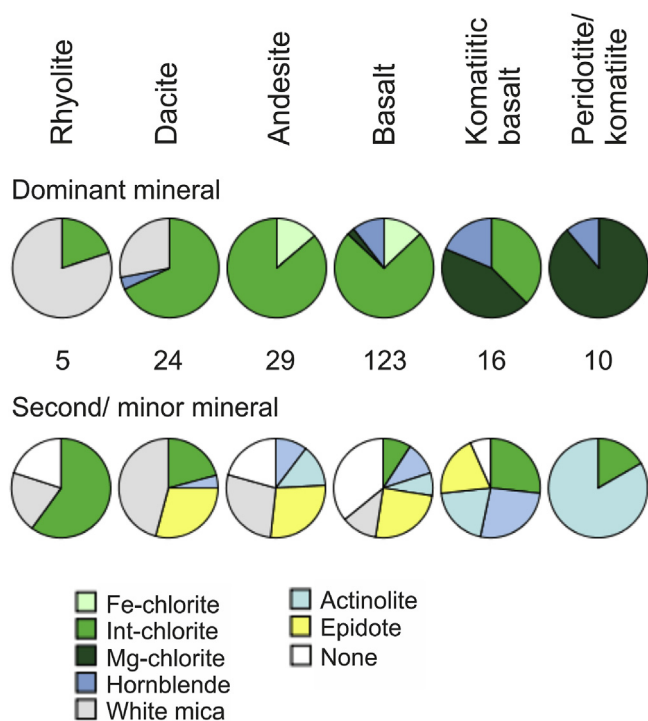 Rhyolite
Dacite
Andesite
Basalt
Komatiitic
basalt
Peridotite/
komatiite
Dominant mineral
5 24 29 123 16 10
Second/ minor mineral
Fe-chlorite
Int-chlorite
Mg-chlorite
Hornblende
White mica
Actinolite
Epidote
None